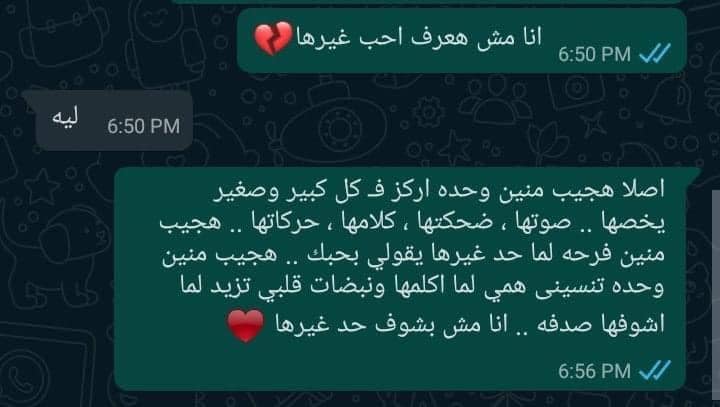 انا مش هعرف احب غيرها💔
6:50 PM
ليه
6:50 PM
اصلا هجيب منين وحده اركز فـ كل كبير وصغير
يخصها .. صوتها ، ضحكتها ، كلامها ، حركاتها .. هجيب
منين فرحه لما حد غيرها يقولي بحبك .. هجيب منين
وحده تنسينى همي لما اكلمها ونبضات قلبي تزيد لما
اشوفها صدفه .. انا مش بشوف حد غيرها ❤
6:56 PM